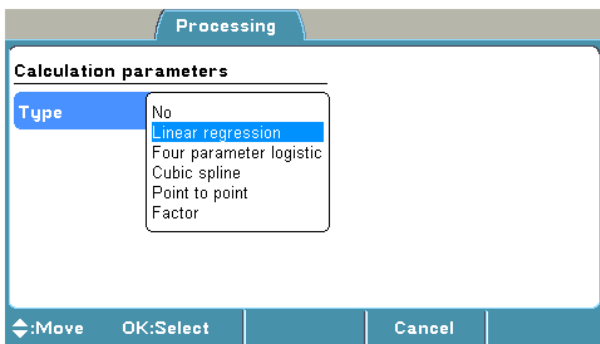 Processing
Calculation parameters
Type
No
Linear regression
Four parameter logistic
Cubic spline
Point to point
Factor
:Move OK:Select Cancel